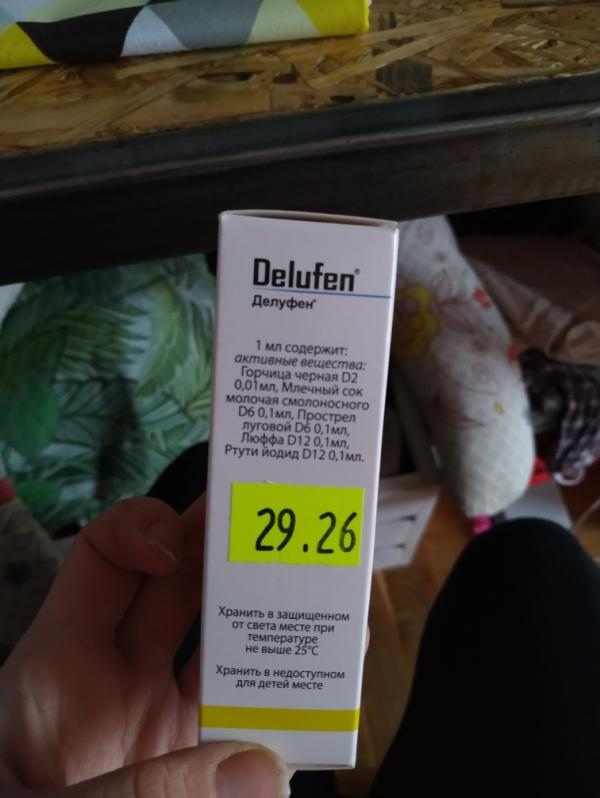 Delufen®
Делуфен®
1 мл содержит:
активные вещества:
Горчица черная D2
0,01мл, Млечный сок
молочая смолоносного
D6 0,1мл, Прострел
луговой D6 0,1мл,
Люффа D12 0,1мл,
Ртути йодид D12 0,1мл.
29.26
Хранить в защищенном
от света месте при
температуре
не выше 25°С
Хранить в недоступном
для детей месте